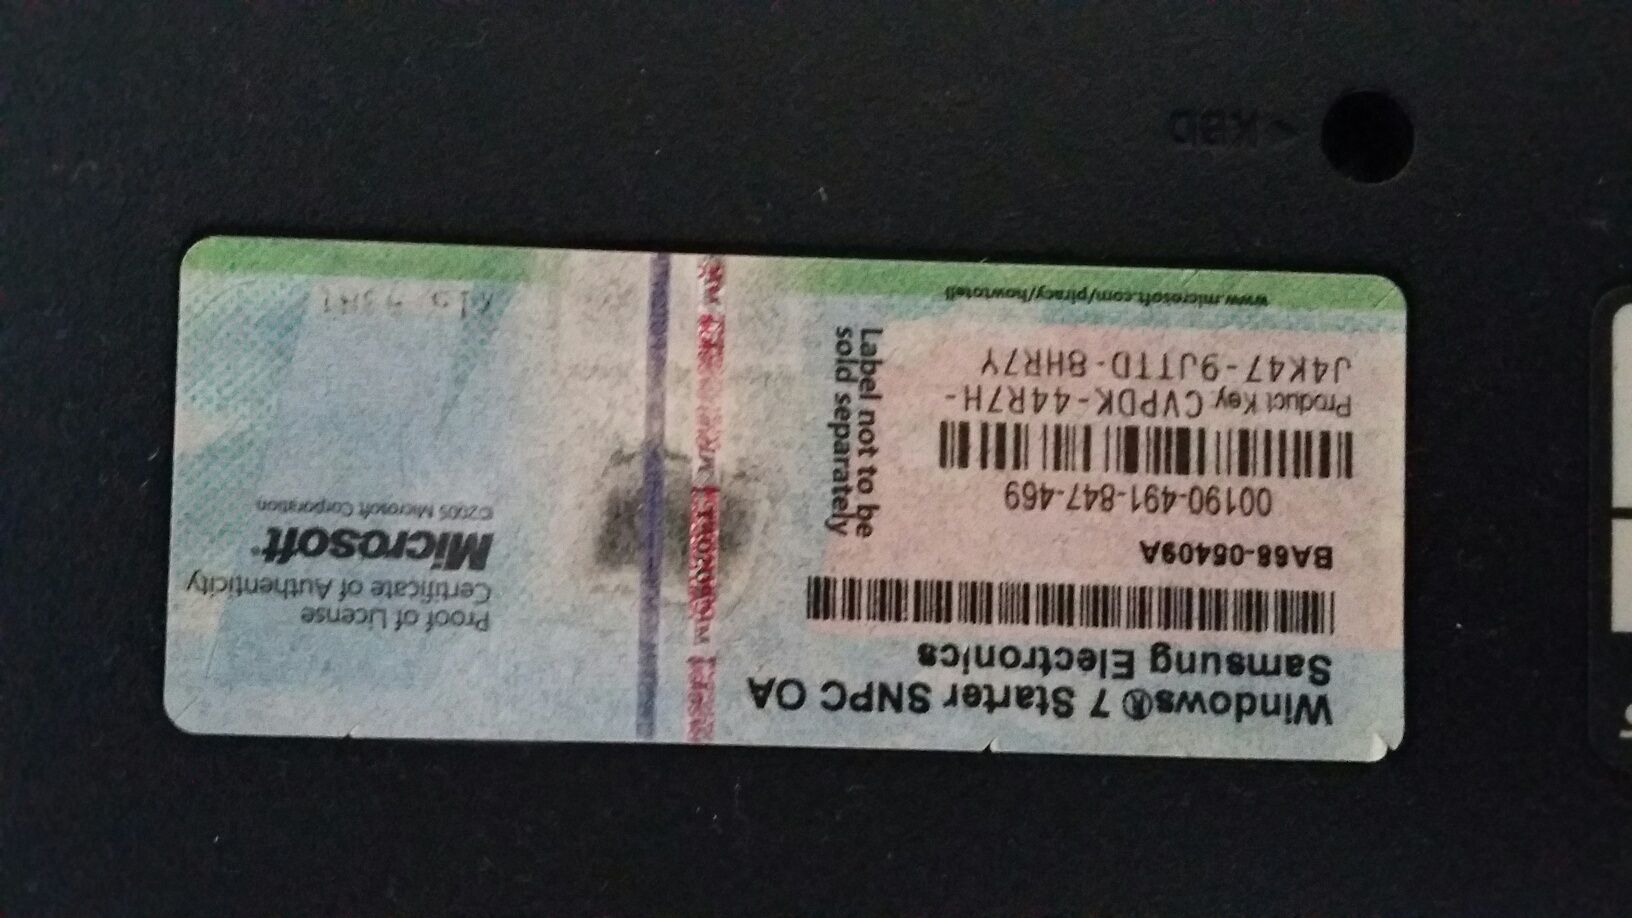 Windows® 7 Starter SNPC OA
Samsung Electronics
BA68-05409A
00190-491-847-469
Product Key: CVPDK-44R7H-
J4K47-9JTTD-8HR7Y
www.microsoft.com/piracy/howtotell
Label not to be
sold separately
Proof of License
Certificate of Authenticity
Microsoft®
©2005 Microsoft Corporation
KBD